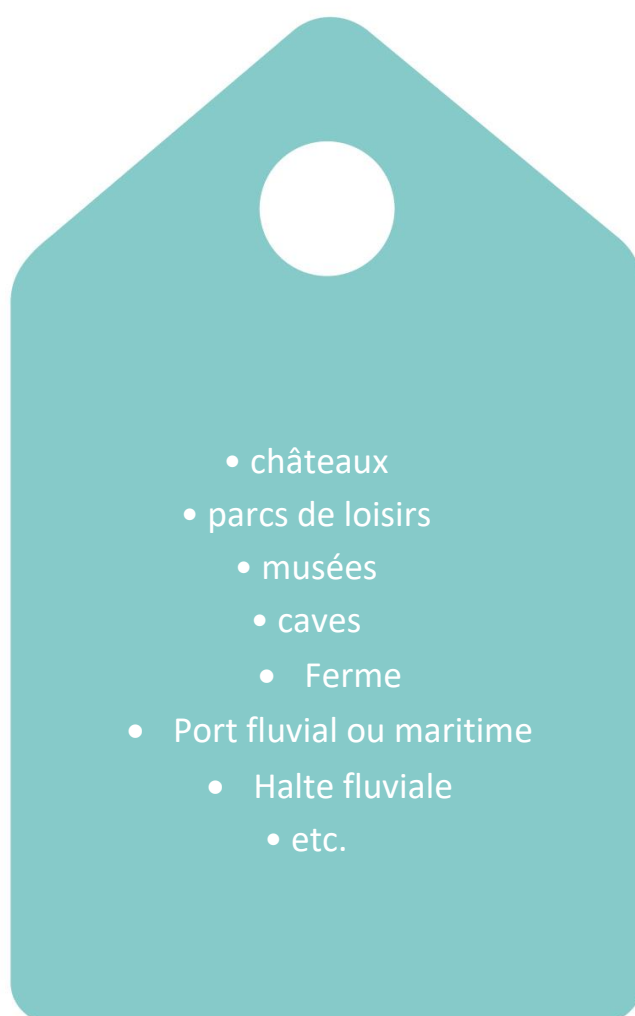 • châteaux
• parcs de loisirs
• musées
• caves
• Ferme
• Port fluvial ou maritime
• Halte fluviale
• etc.